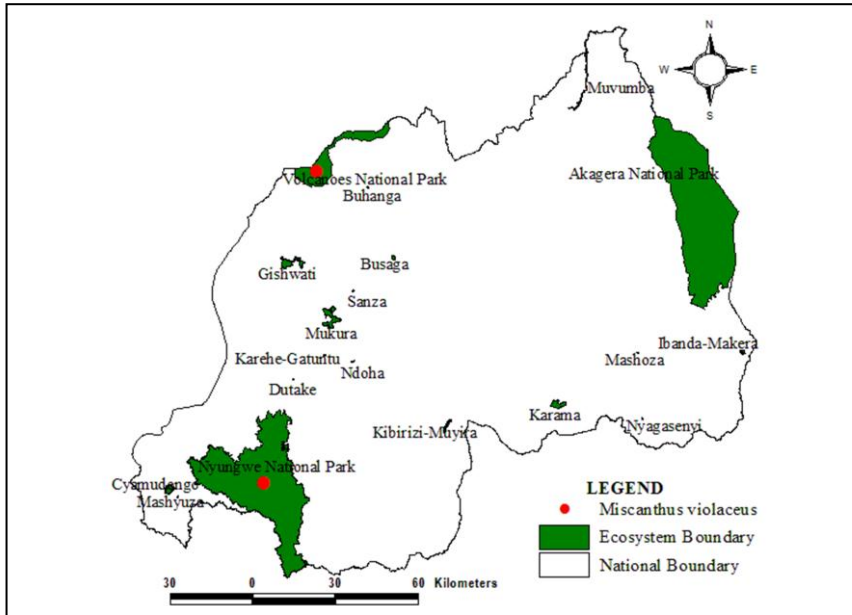 N
W E
S
Muvumba
Volcanoes National Park
Akagera National Park
Buhanga
Gishwati
Busaga
Sanza
Mukura
Ibanda-Makera
Karehe-Gaturitu
Ndoha
Mashoza
Dutake
Karama
Nyagasenyi
Kibirizi-Muyira
Nyungwe National Park
Cyamudongo
Mashyuza
LEGEND
Miscanthus violaceus
Ecosystem Boundary
National Boundary
30 0 30 60 Kilometers